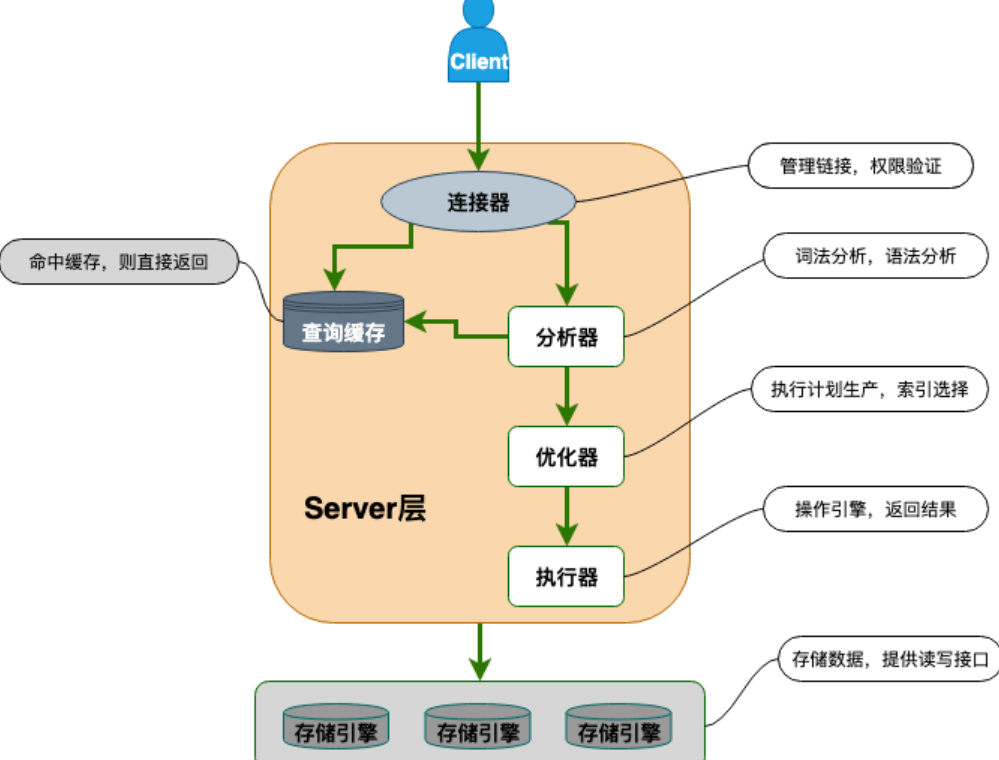 Client
管理链接，权限验证
连接器
词法分析，语法分析
命中缓存，则直接返回
查询缓存
分析器
执行计划生产，索引选择
优化器
Server层
操作引擎，返回结果
执行器
存储数据，提供读写接口
存储引擎
存储引擎
存储引擎